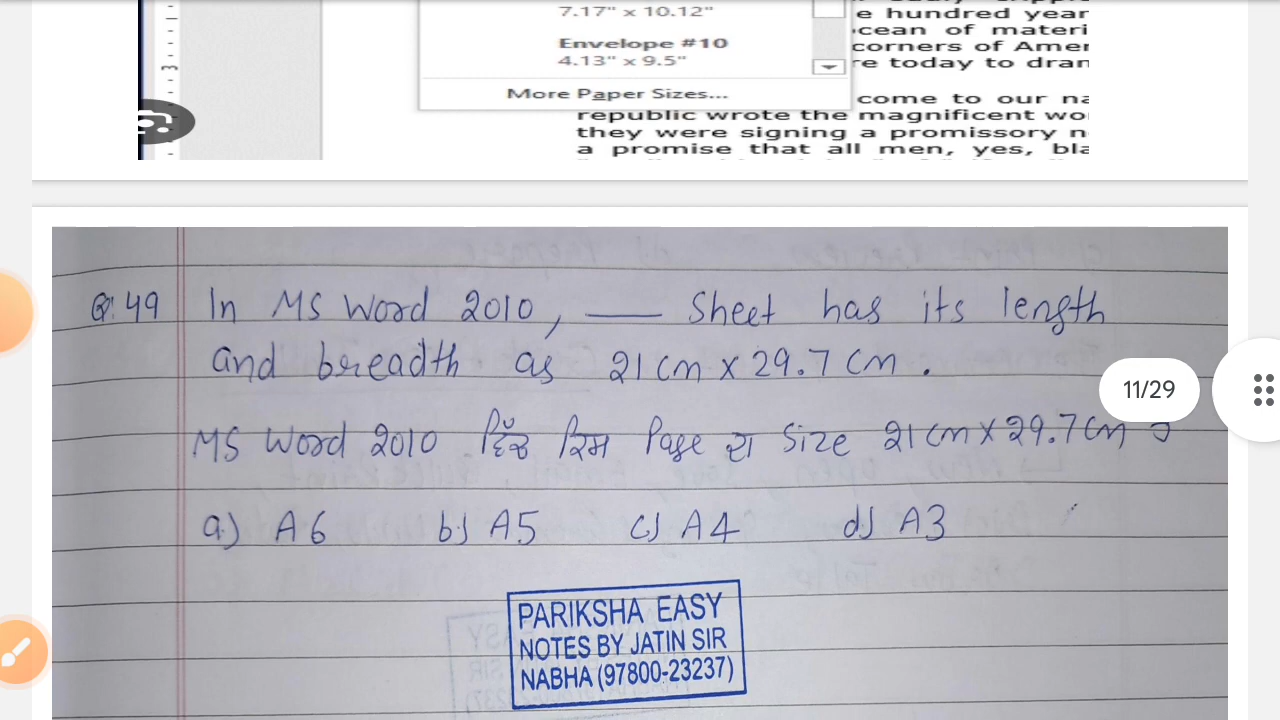 7.17" x 10.12"
Envelope #10
4.13" x 9.5"
More Paper Sizes...
e hundred year
cean of materi
corners of Amer
re today to dran
come to our na
republic wrote the magnificent wo
they were signing a promissory n
a promise that all men, yes, bla
Q. 49 In MS Word 2010, ___ Sheet has its length
and breadth as 21 cm x 29.7 cm .
11/29
MS Word 2010 ਵਿੱਚ ਕਿਸ Page ਦਾ Size 21 cm x 29.7 cm
a) A6 b) A5 c) A4 d) A3
PARIKSHA EASY
NOTES BY JATIN SIR
NABHA (97800-23237)